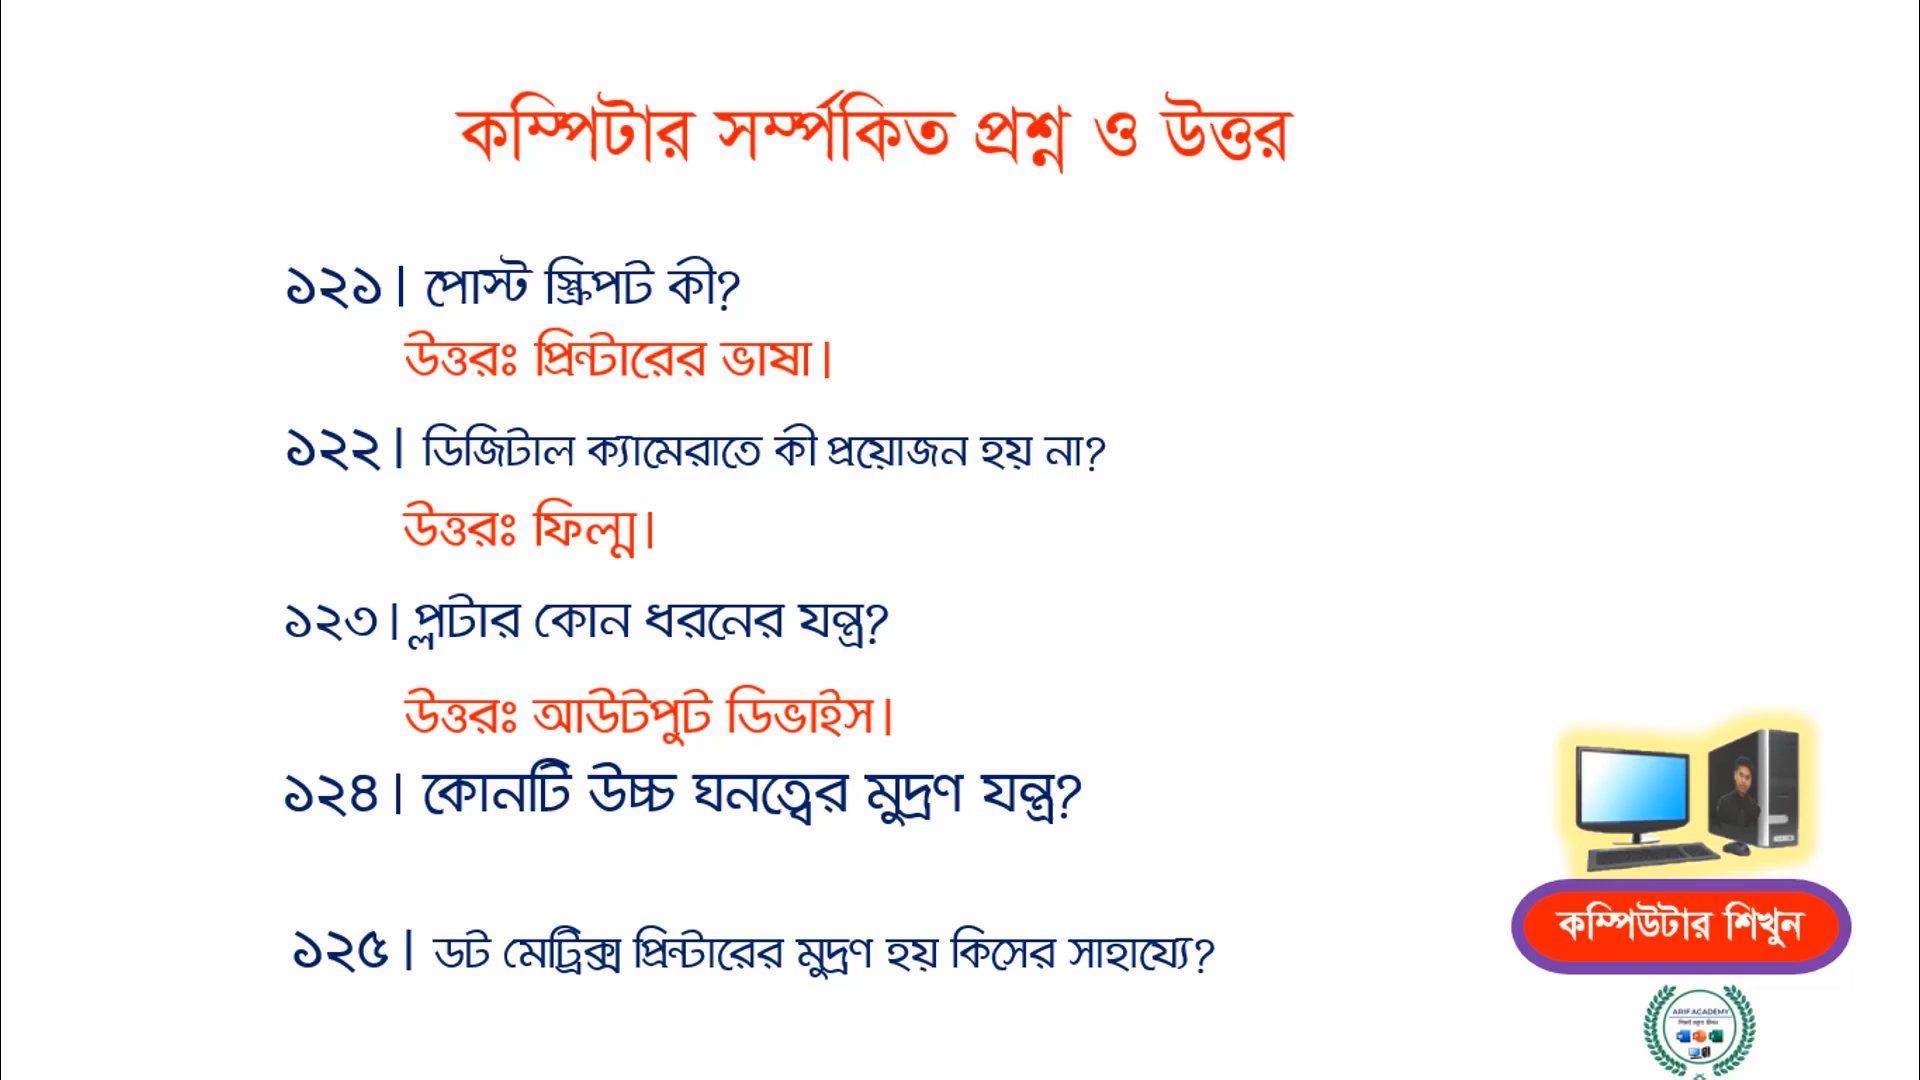 কম্পিটার সর্ম্পকিত প্রশ্ন ও উত্তর
১২১। পোস্ট স্ক্রিপট কী?
উত্তরঃ প্রিন্টারের ভাষা।
১২২। ডিজিটাল ক্যামেরাতে কী প্রয়োজন হয় না?
উত্তরঃ ফিল্ম।
১২৩। প্লটার কোন ধরনের যন্ত্র?
উত্তরঃ আউটপুট ডিভাইস।
১২৪। কোনটি উচ্চ ঘনত্বের মুদ্রণ যন্ত্র?
১২৫। ডট মেট্রিক্স প্রিন্টারের মুদ্রণ হয় কিসের সাহায্যে?
কম্পিউটার শিখুন
ARIF ACADEMY